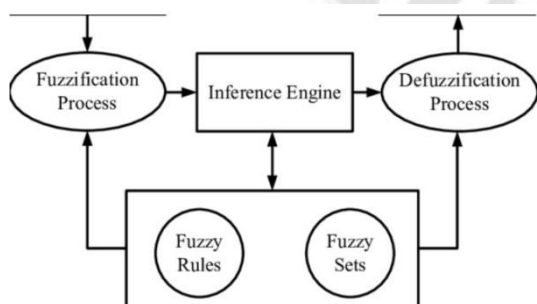 Fuzzification
Process
Inference Engine
Defuzzification
Process
Fuzzy
Rules
Fuzzy
Sets